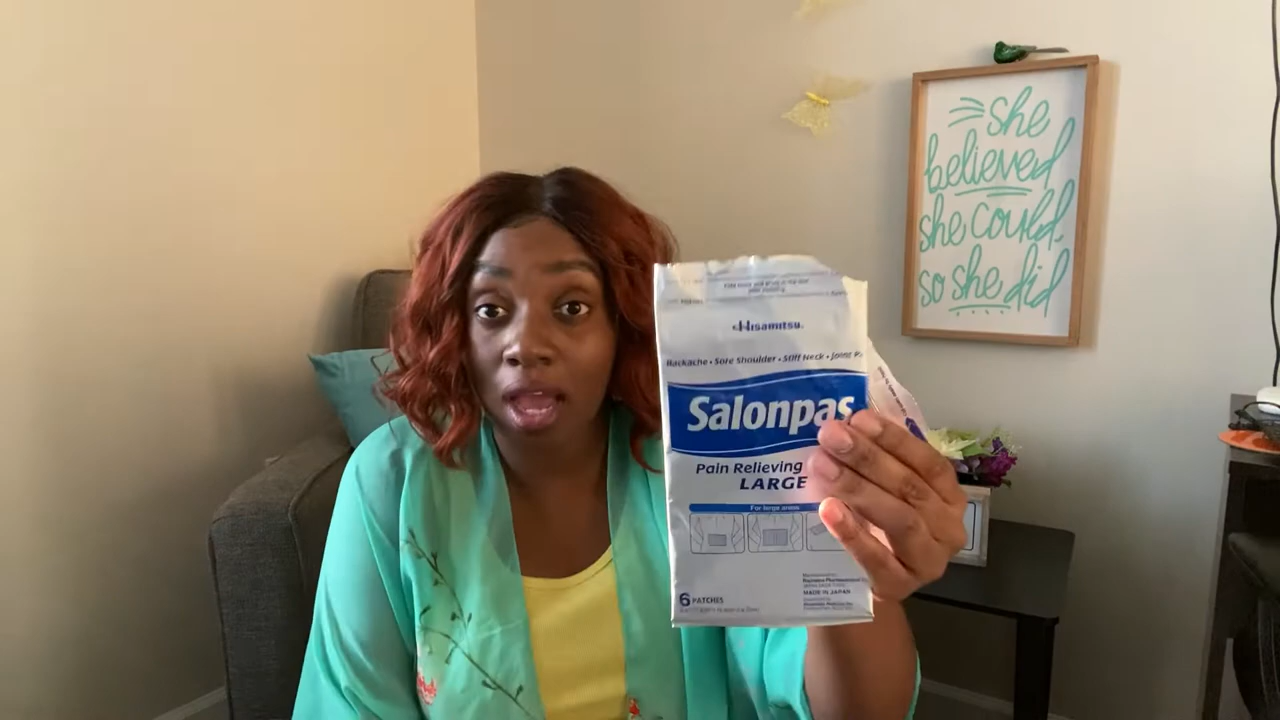 she
believed
she could,
so she did
Hisamitsu
Backache • Sore Shoulder • Stiff Neck • Joint
Salonpas
Pain Relieving
LARGE
For large areas
6 PATCHES
MADE IN JAPAN